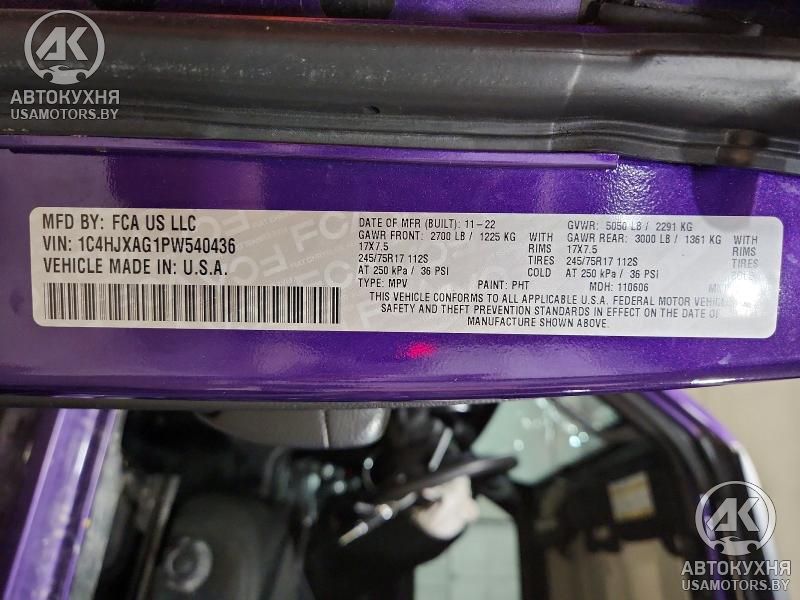 AK
АВТОКУХНЯ
USAMOTORS.BY
MFD BY: FCA US LLC
VIN: 1C4HJXAG1PW540436
VEHICLE MADE IN: U.S.A.
DATE OF MFR (BUILT): 11-22 GVWR: 5050 LB / 2291 KG
GAWR FRONT: 2700 LB / 1225 KG WITH GAWR REAR: 3000 LB / 1361 KG WITH
17X7.5 RIMS 17X7.5 RIMS
245/75R17 112S TIRES 245/75R17 112S TIRES
AT 250 kPa / 36 PSI COLD AT 250 kPa / 36 PSI
TYPE: MPV PAINT: PHT MDH: 110606
THIS VEHICLE CONFORMS TO ALL APPLICABLE U.S.A. FEDERAL MOTOR VEHICLE
SAFETY AND THEFT PREVENTION STANDARDS IN EFFECT ON THE DATE OF
MANUFACTURE SHOWN ABOVE.
AK
АВТОКУХНЯ
USAMOTORS.BY